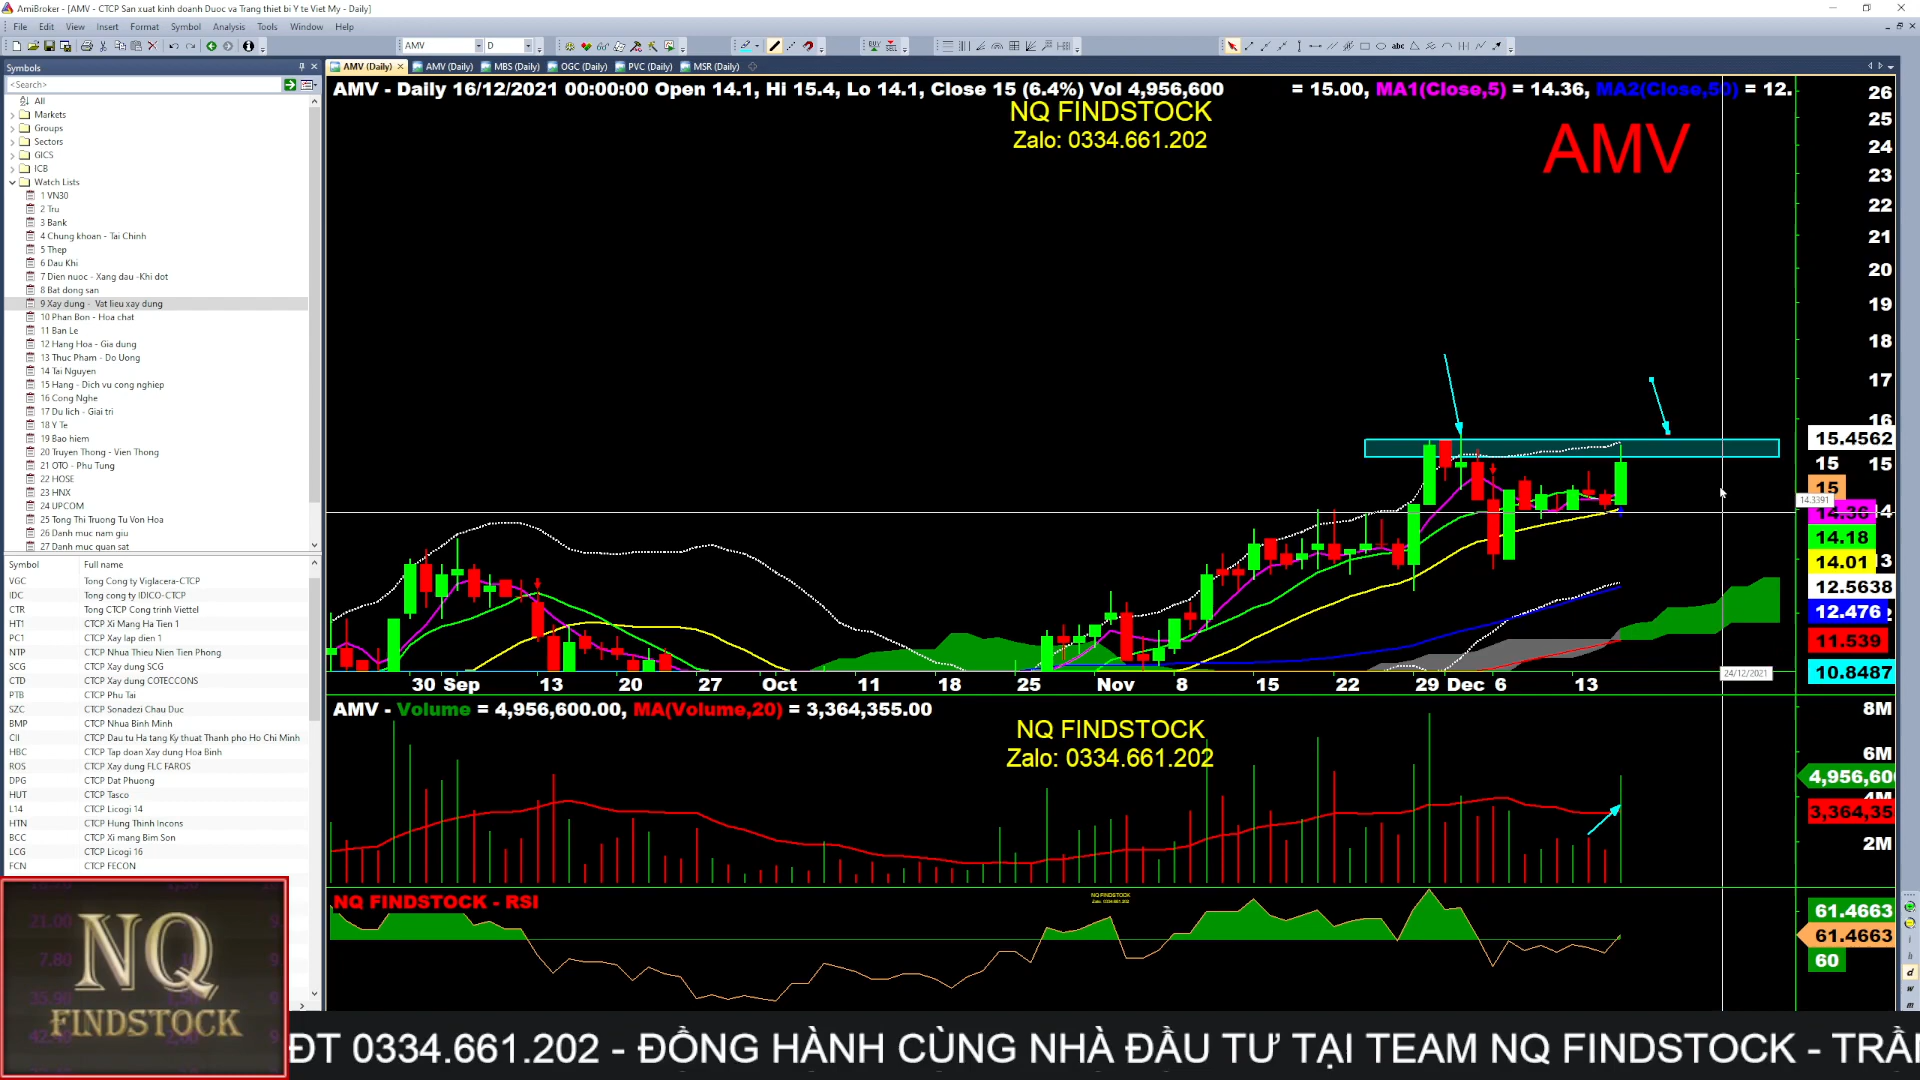 AmiBroker - [AMV - CTCP San xuat kinh doanh Duoc va Trang thiet bi Y te Viet My - Daily]
File Edit View Insert Format Symbol Analysis Tools Window Help
AMV D
Symbols
AMV (Daily) AMV (Daily) MBS (Daily) OGC (Daily) PVC (Daily) MSR (Daily)
<Search>
All
Markets
Groups
Sectors
GICS
ICB
Watch Lists
1 VN30
2 Tru
3 Bank
4 Chung khoan - Tai Chinh
5 Thep
6 Dau Khi
7 Dien nuoc - Xang dau -Khi dot
8 Bat dong san
9 Xay dung - Vat lieu xay dung
10 Phan Bon - Hoa chat
11 Ban Le
12 Hang Hoa - Gia dung
13 Thuc Pham - Do Uong
14 Tai Nguyen
15 Hang - Dich vu cong nghiep
16 Cong Nghe
17 Du lich - Giai tri
18 Y Te
19 Bao hiem
20 Truyen Thong - Vien Thong
21 OTO - Phu Tung
22 HOSE
23 HNX
24 UPCOM
25 Tong Thi Truong Tu Von Hoa
26 Danh muc nam giu
27 Danh muc quan sat
Symbol Full name
VGC Tong Cong ty Viglacera-CTCP
IDC Tong cong ty IDICO-CTCP
CTR Tong CTCP Cong trinh Viettel
HT1 CTCP Xi Mang Ha Tien 1
PC1 CTCP Xay lap dien 1
NTP CTCP Nhua Thieu Nien Tien Phong
SCG CTCP Xay dung SCG
CTD CTCP Xay dung COTECCONS
PTB CTCP Phu Tai
SZC CTCP Sonadezi Chau Duc
BMP CTCP Nhua Binh Minh
CII CTCP Dau tu Ha tang Ky thuat Thanh pho Ho Chi Minh
HBC CTCP Tap doan Xay dung Hoa Binh
ROS CTCP Xay dung FLC FAROS
DPG CTCP Dat Phuong
HUT CTCP Tasco
L14 CTCP Licogi 14
HTN CTCP Hung Thinh Incons
BCC CTCP Xi mang Bim Son
LCG CTCP Licogi 16
FCN CTCP FECON
AMV - Daily 16/12/2021 00:00:00 Open 14.1, Hi 15.4, Lo 14.1, Close 15 (6.4%) Vol 4,956,600 = 15.00, MA1(Close,5) = 14.36, MA2(Close,50) = 12.
NQ FINDSTOCK
Zalo: 0334.661.202
AMV
26
25
24
23
22
21
20
19
18
17
16
15.4562
15 15
15
14.3391
14.36
14.18
14.01
12.5638
12.476
11.539
10.8487
24/12/2021
30 Sep 13 20 27 Oct 11 18 25 Nov 8 15 22 29 Dec 6 13
AMV - Volume = 4,956,600.00, MA(Volume,20) = 3,364,355.00
NQ FINDSTOCK
Zalo: 0334.661.202
8M
6M
4,956,60
4M
3,364,35
2M
NQ FINDSTOCK - RSI
NQ FINDSTOCK
Zalo: 0334.661.202
61.4663
61.4663
60
NQ
FINDSTOCK
ĐT 0334.661.202 - ĐỒNG HÀNH CÙNG NHÀ ĐẦU TƯ TẠI TEAM NQ FINDSTOCK - TRẦN